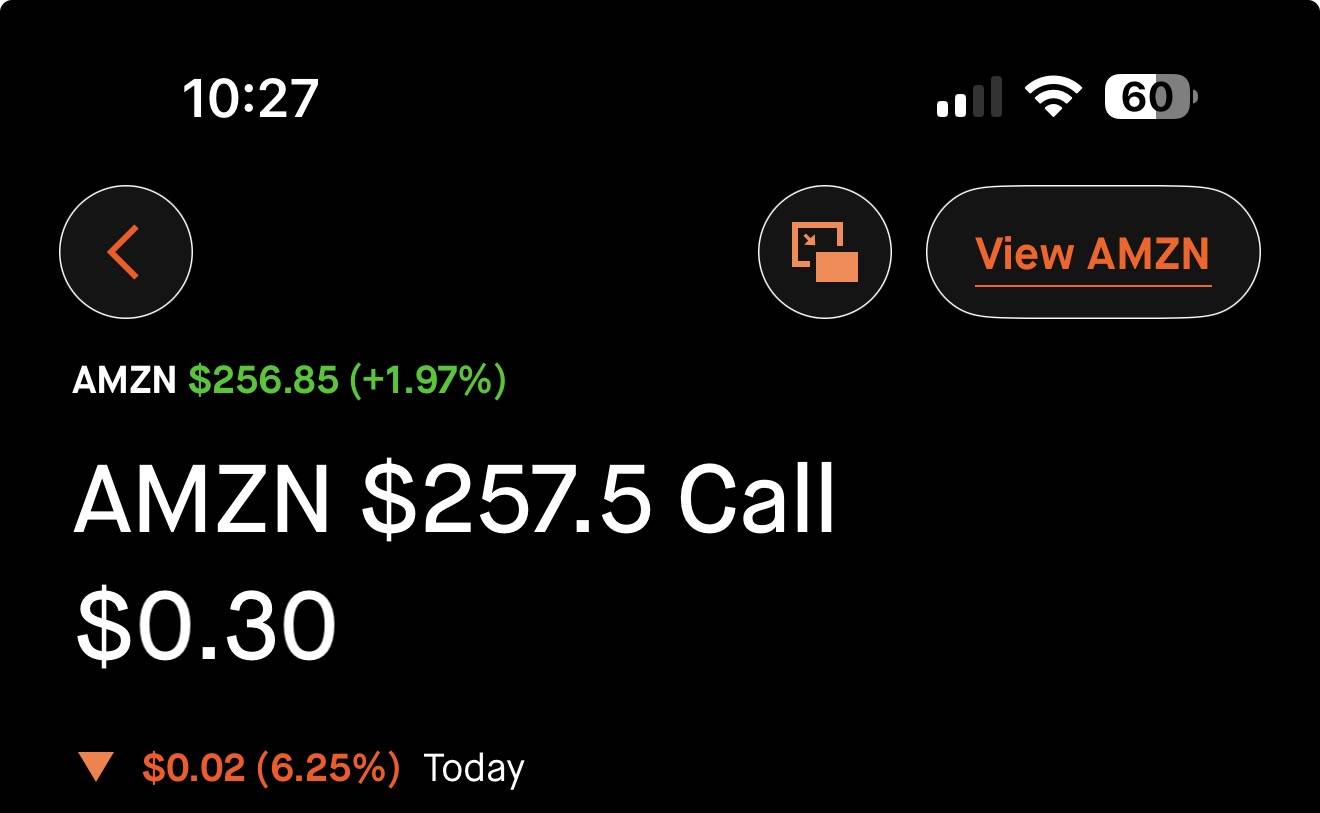 10:27 60
View AMZN
AMZN $256.85 (+1.97%)
AMZN $257.5 Call
$0.30
▼ $0.02 (6.25%) Today